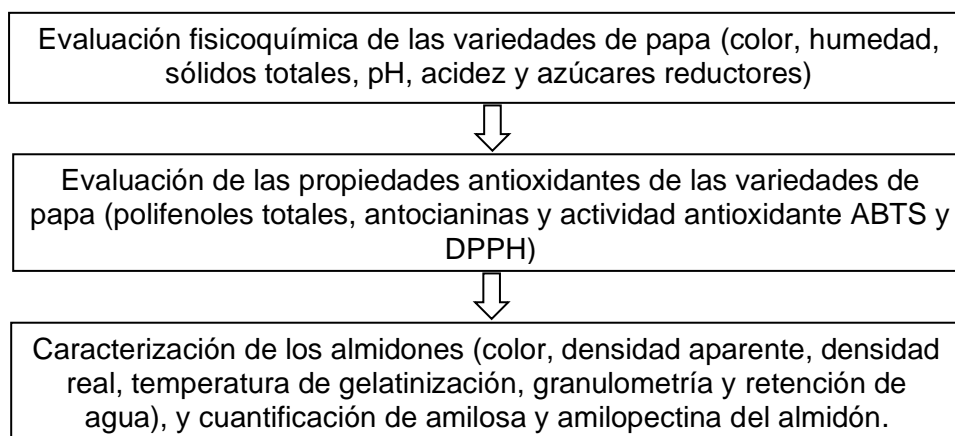 Evaluación fisicoquímica de las variedades de papa (color, humedad,
sólidos totales, pH, acidez y azúcares reductores)
Evaluación de las propiedades antioxidantes de las variedades de
papa (polifenoles totales, antocianinas y actividad antioxidante ABTS y
DPPH)
Caracterización de los almidones (color, densidad aparente, densidad
real, temperatura de gelatinización, granulometría y retención de
agua), y cuantificación de amilosa y amilopectina del almidón.